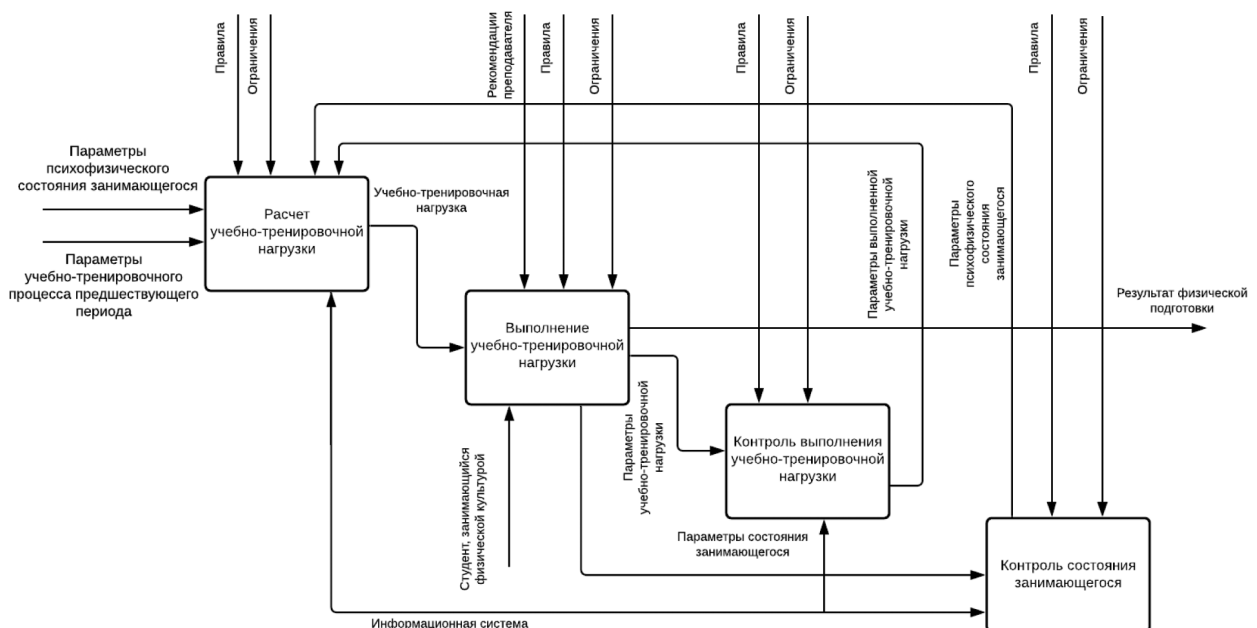 Правила
Ограничения
Рекомендации
преподавателя
Правила
Ограничения
Правила
Ограничения
Правила
Ограничения
Параметры
психофизического
состояния занимающегося
Параметры
учебно-тренировочного
процесса предшествующего
периода
Расчет
учебно-тренировочной
нагрузки
Учебно-тренировочная
нагрузка
Выполнение
учебно-тренировочной
нагрузки
Студент, занимающийся
физической культурой
Параметры
учебно-тренировочной
нагрузки
Контроль выполнения
учебно-тренировочной
нагрузки
Параметры выполненной
учебно-тренировочной
нагрузки
Параметры
психофизического
состояния
занимающегося
Результат физической
подготовки
Параметры состояния
занимающегося
Контроль состояния
занимающегося
Информационная система